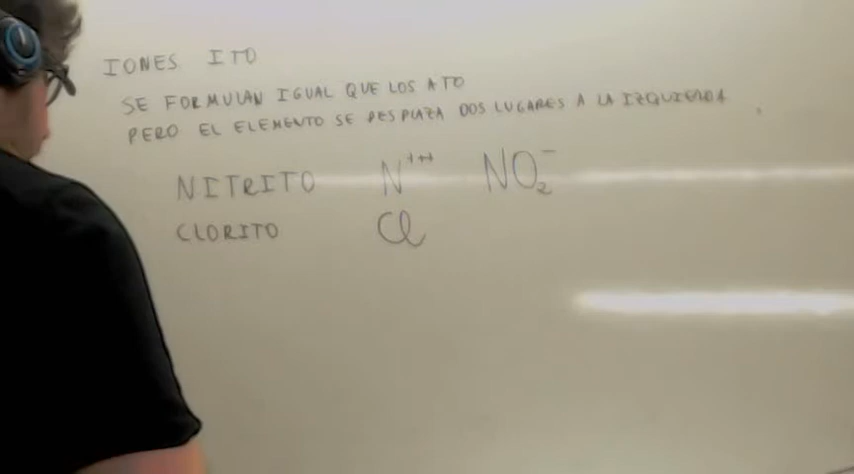 IONES ITO
SE FORMULAN IGUAL QUE LOS ATO
PERO EL ELEMENTO SE DESPLAZA DOS LUGARES A LA IZQUIERDA
NITRITO N+++ NO2-
CLORITO Cl